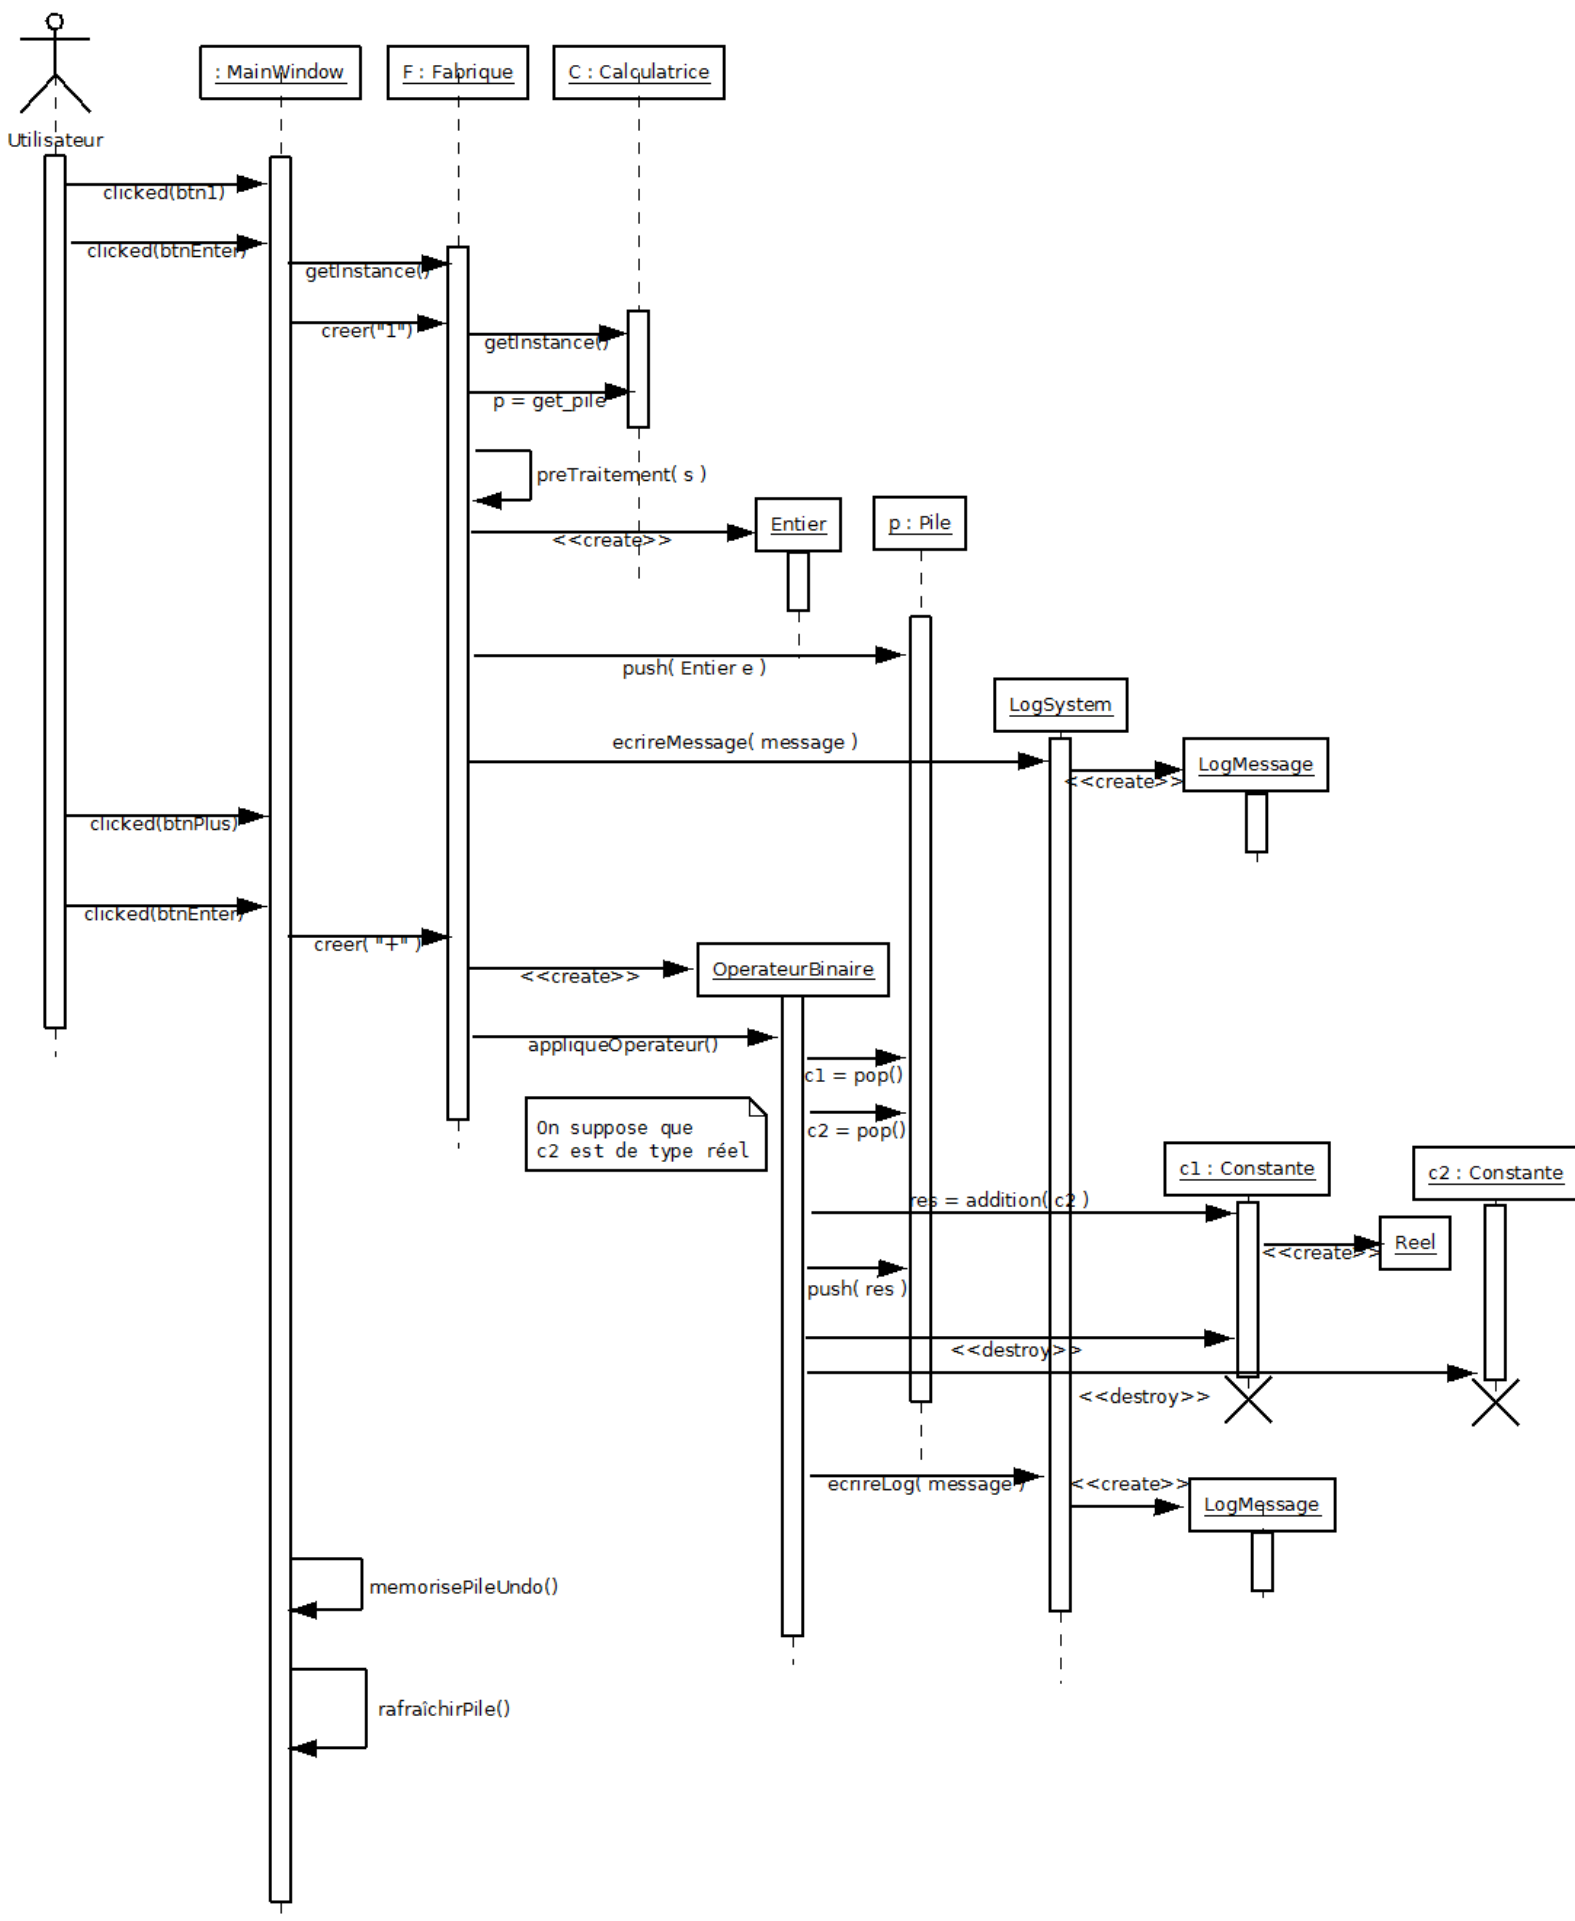 : MainWindow
F : Fabrique
C : Calculatrice
Utilisateur
clicked(btn1)
clicked(btnEnter)
getInstance()
creer("1")
getInstance()
p = get_pile
preTraitement( s )
Entier
p : Pile
<<create>>
push( Entier e )
LogSystem
ecrireMessage( message )
LogMessage
<<create>>
clicked(btnPlus)
clicked(btnEnter)
creer( "+" )
OperateurBinaire
<<create>>
appliqueOperateur()
c1 = pop()
On suppose que
c2 est de type réel
c2 = pop()
c1 : Constante
c2 : Constante
res = addition( c2 )
Reel
<<create>>
push( res )
<<destroy>>
<<destroy>>
ecrireLog( message )
<<create>>
LogMessage
memorisePileUndo()
rafraîchirPile()